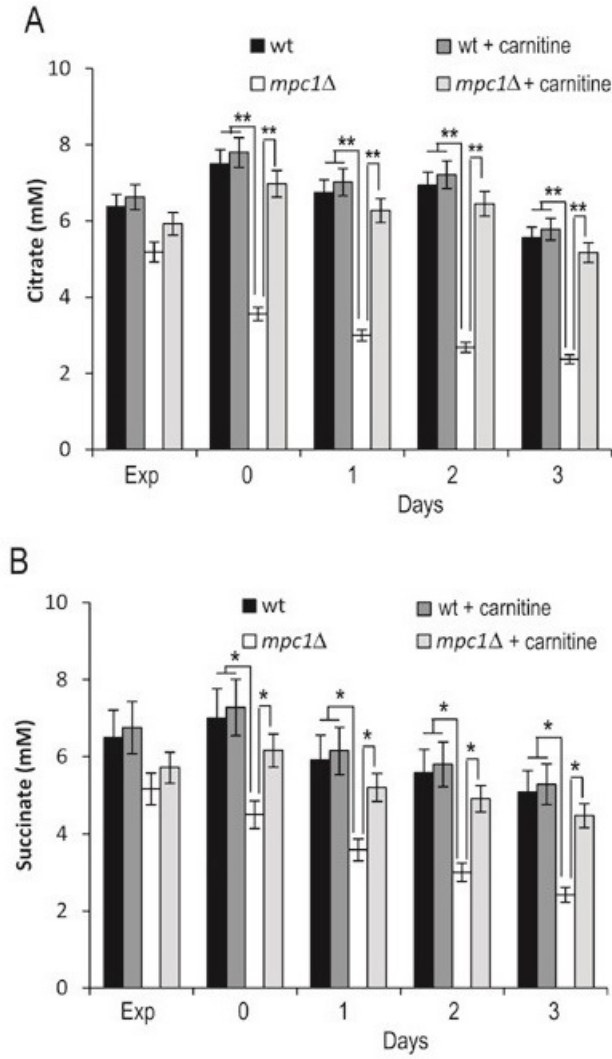 A
wt
wt + carnitine
mpc1Δ
mpc1Δ + carnitine
10
8
6
4
2
0
Citrate (mM)
** ** ** ** ** ** ** **
Exp 0 1 2 3
Days
B
wt
wt + carnitine
mpc1Δ
mpc1Δ + carnitine
10
8
6
4
2
0
Succinate (mM)
* * * * * * * *
Exp 0 1 2 3
Days